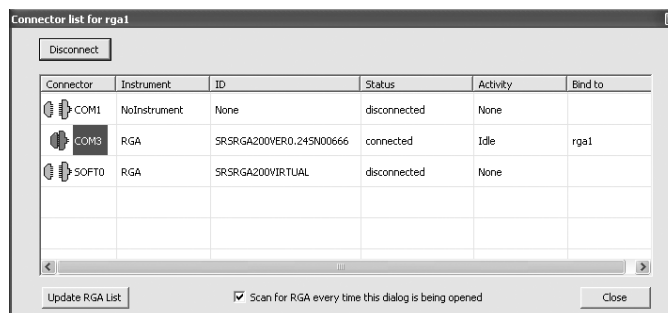 Connector list for rga1
Disconnect
Connector Instrument ID Status Activity Bind to
COM1 NoInstrument None disconnected None
COM3 RGA SRSRGA200VER0.24SN00666 connected Idle rga1
SOFT0 RGA SRSRGA200VIRTUAL disconnected None
Update RGA List Scan for RGA every time this dialog is being opened Close